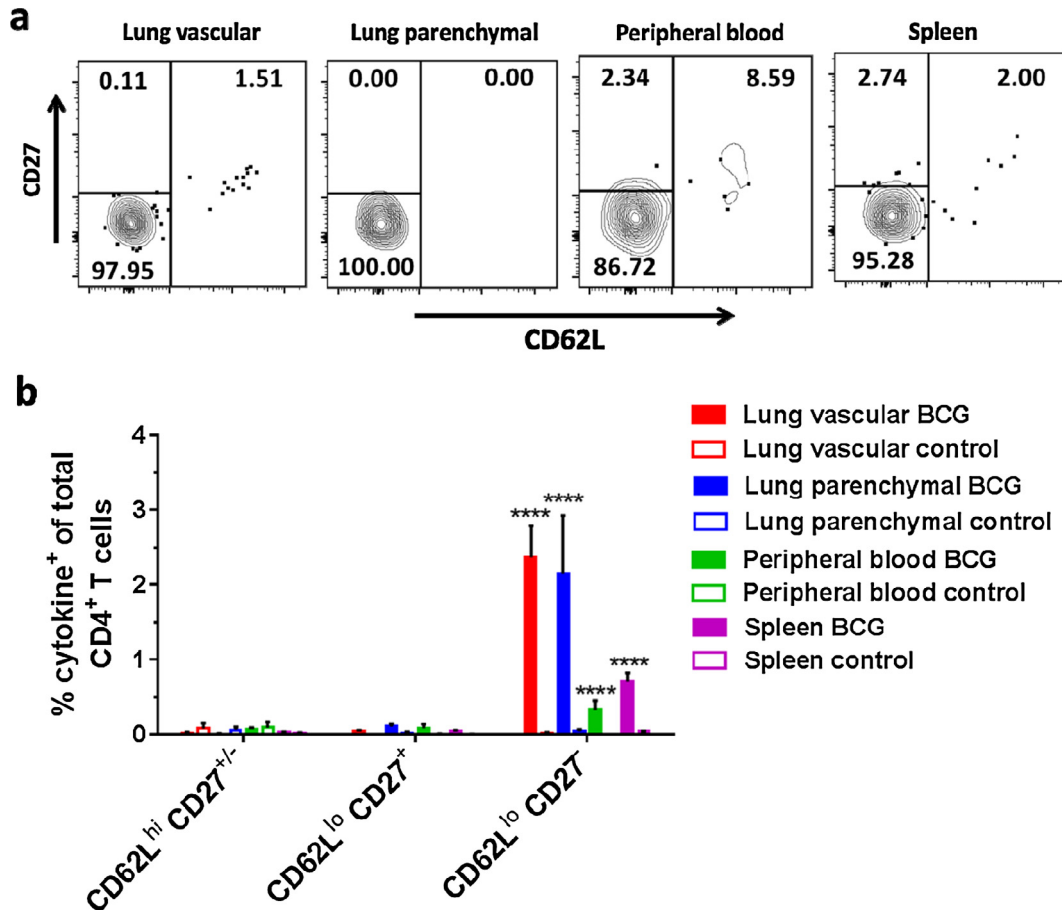 a
Lung vascular
Lung parenchymal
Peripheral blood
Spleen
0.11
1.51
0.00
0.00
2.34
8.59
2.74
2.00
CD27
97.95
100.00
86.72
95.28
CD62L
b
% cytokine+ of total
CD4+ T cells
4
3
2
1
0
**** ****
****
****
CD62Lhi CD27+/-
CD62Llo CD27+
CD62Llo CD27-
Lung vascular BCG
Lung vascular control
Lung parenchymal BCG
Lung parenchymal control
Peripheral blood BCG
Peripheral blood control
Spleen BCG
Spleen control